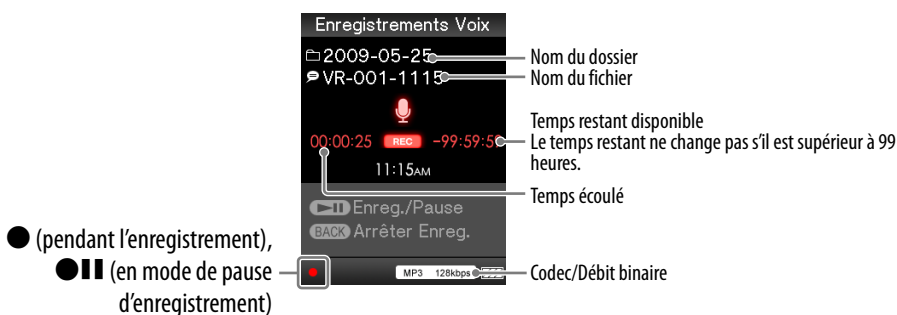 Enregistrements Voix
2009-05-25
Nom du dossier
VR-001-1115
Nom du fichier
Temps restant disponible
00:00:25 REC -99:59:59
Le temps restant ne change pas s’il est supérieur à 99
heures.
11:15AM
Temps écoulé
Enreg./Pause
BACK Arrêter Enreg.
● (pendant l’enregistrement),
●❚❚ (en mode de pause
d’enregistrement)
MP3 128kbps
Codec/Débit binaire